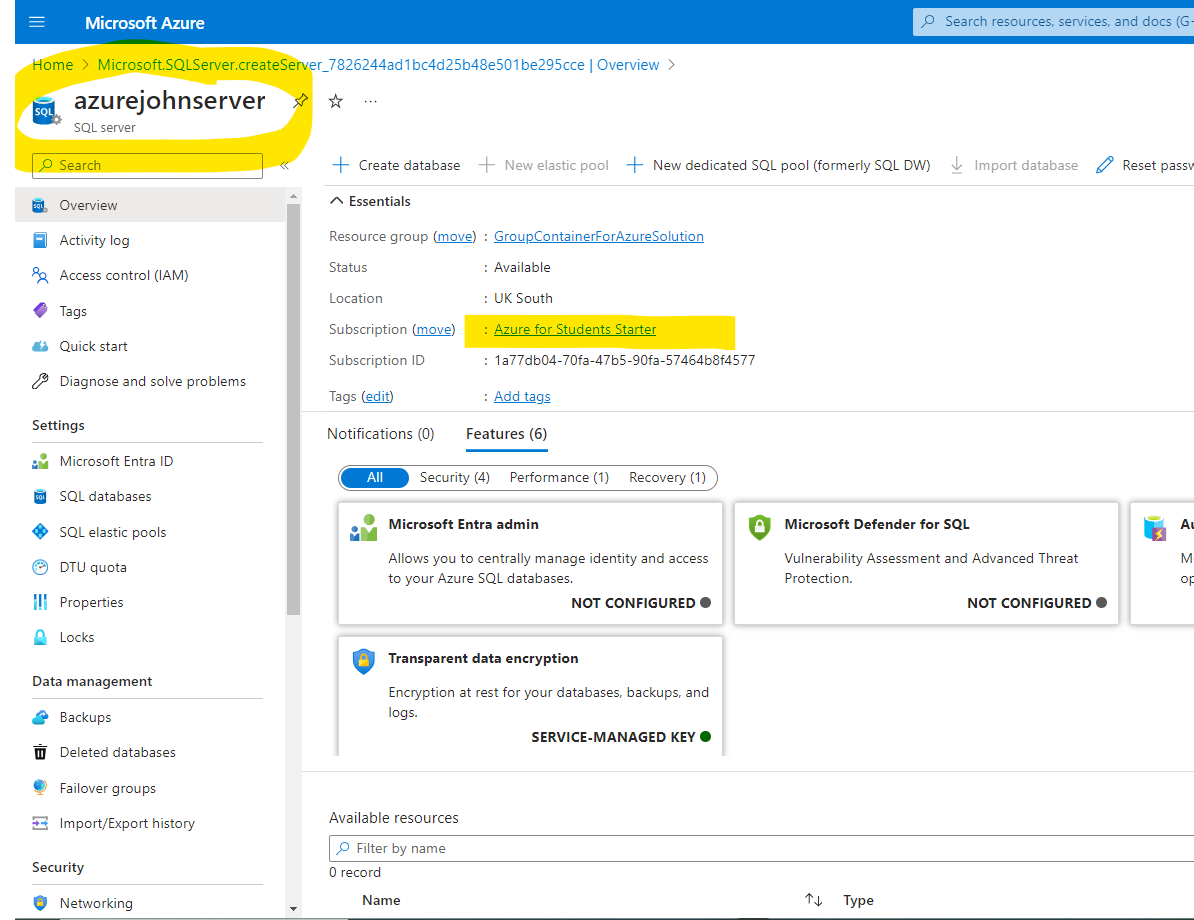 Microsoft Azure
Search resources, services, and docs (G+
Home > Microsoft.SQLServer.createServer_7826244ad1bc4d25b48e501be295cce | Overview >
SQL
azurejohnserver
SQL server
Search
Create database
New elastic pool
New dedicated SQL pool (formerly SQL DW)
Import database
Reset passw
Overview
Activity log
Access control (IAM)
Tags
Quick start
Diagnose and solve problems
Settings
Microsoft Entra ID
SQL databases
SQL elastic pools
DTU quota
Properties
Locks
Data management
Backups
Deleted databases
Failover groups
Import/Export history
Security
Networking
Essentials
Resource group (move) : GroupContainerForAzureSolution
Status : Available
Location : UK South
Subscription (move) : Azure for Students Starter
Subscription ID : 1a77db04-70fa-47b5-90fa-57464b8f4577
Tags (edit) : Add tags
Notifications (0)
Features (6)
All
Security (4)
Performance (1)
Recovery (1)
Microsoft Entra admin
Allows you to centrally manage identity and access
to your Azure SQL databases.
NOT CONFIGURED
Microsoft Defender for SQL
Vulnerability Assessment and Advanced Threat
Protection.
NOT CONFIGURED
Transparent data encryption
Encryption at rest for your databases, backups, and
logs.
SERVICE-MANAGED KEY
Available resources
Filter by name
0 record
Name
Type